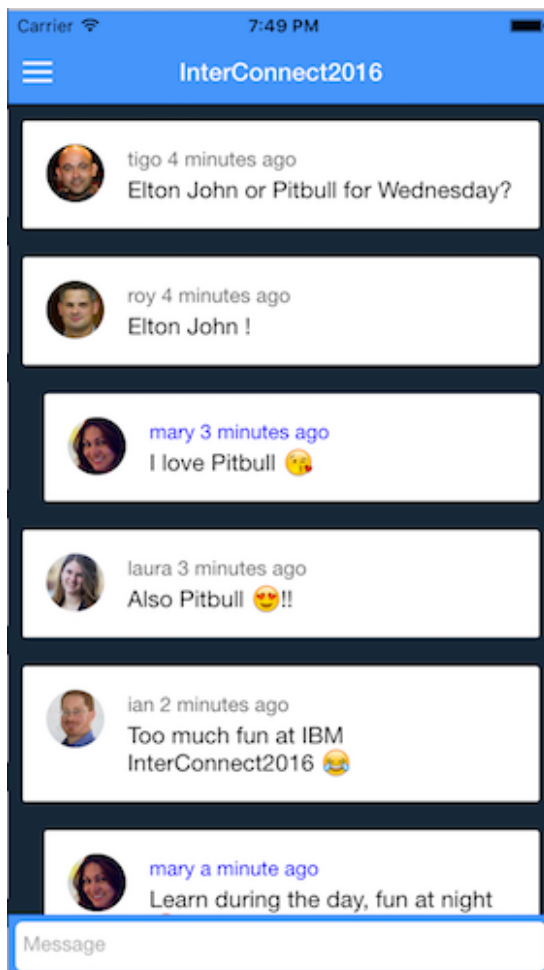 Carrier 7:49 PM
InterConnect2016
tigo 4 minutes ago
Elton John or Pitbull for Wednesday?
roy 4 minutes ago
Elton John !
mary 3 minutes ago
I love Pitbull 😘
laura 3 minutes ago
Also Pitbull 😍!!
ian 2 minutes ago
Too much fun at IBM
InterConnect2016 😂
mary a minute ago
Learn during the day, fun at night
Message